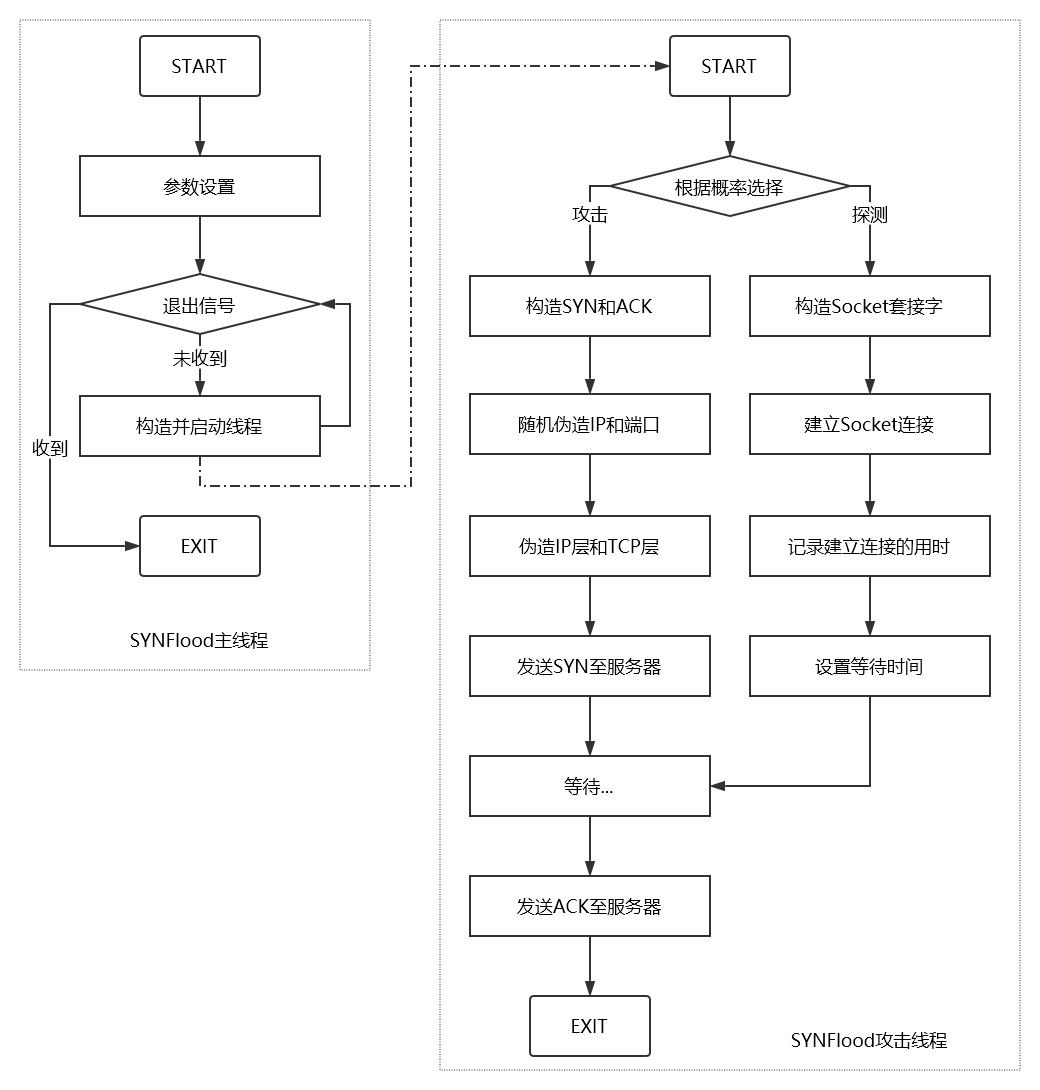 START
参数设置
退出信号
未收到
构造并启动线程
收到
EXIT
SYNFlood主线程
START
根据概率选择
攻击
探测
构造SYN和ACK
构造Socket套接字
随机伪造IP和端口
建立Socket连接
伪造IP层和TCP层
记录建立连接的用时
发送SYN至服务器
设置等待时间
等待...
发送ACK至服务器
EXIT
SYNFlood攻击线程